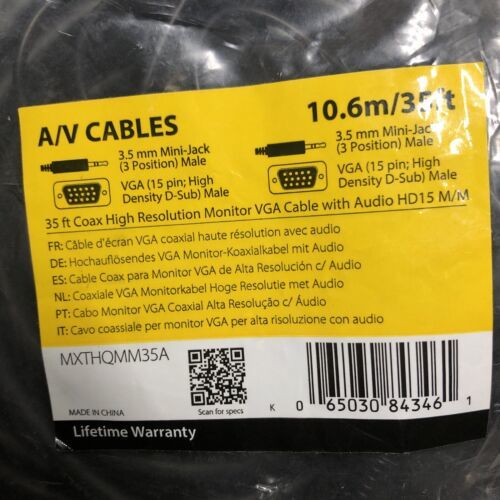 A/V CABLES
10.6m/35ft
3.5 mm Mini-Jack
(3 Position) Male
3.5 mm Mini-Jack
(3 Position) Male
VGA (15 pin; High
Density D-Sub) Male
VGA (15 pin; High
Density D-Sub) Male
35 ft Coax High Resolution Monitor VGA Cable with Audio HD15 M/M
FR: Câble d'écran VGA coaxial haute résolution avec audio
DE: Hochauflösendes VGA Monitor-Koaxialkabel mit Audio
ES: Cable Coax para Monitor VGA de Alta Resolución c/ Audio
NL: Coaxiale VGA Monitorkabel Hoge Resolutie met Audio
PT: Cabo Monitor VGA Coaxial Alta Resolução c/ Áudio
IT: Cavo coassiale per monitor VGA per alta risoluzione con audio
MXTHQMM35A
MADE IN CHINA
Scan for specs
K 0 65030 84346 1
Lifetime Warranty